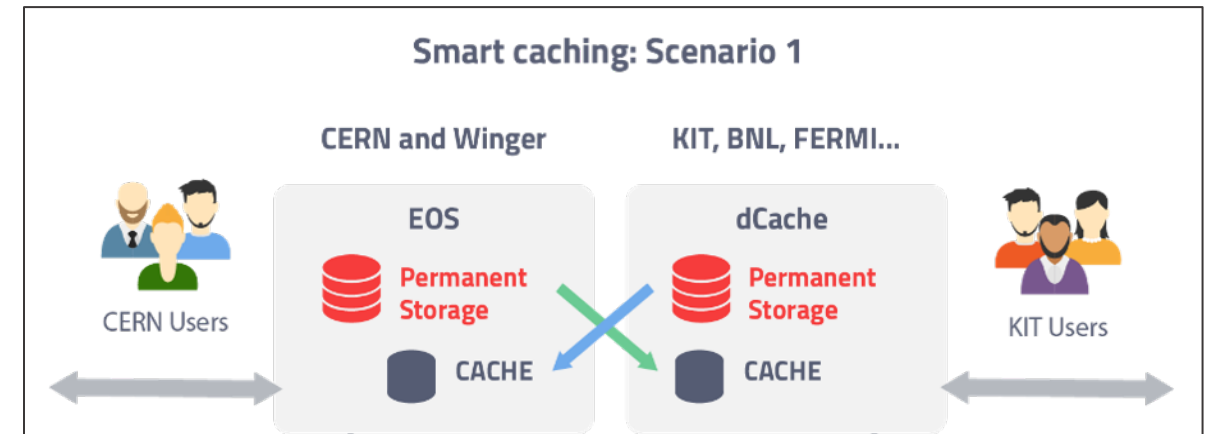 Smart caching: Scenario 1
CERN and Winger
KIT, BNL, FERMI...
EOS
dCache
Permanent
Storage
Permanent
Storage
CERN Users
KIT Users
CACHE
CACHE